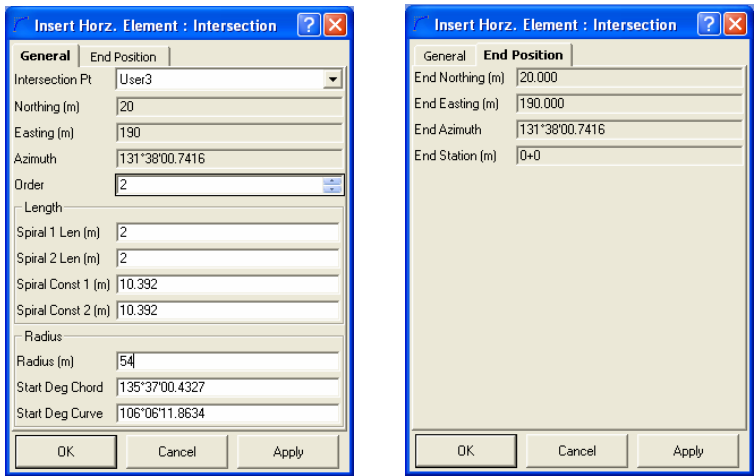 Insert Horz. Element : Intersection
General End Position
Intersection Pt User3
Northing (m) 20
Easting (m) 190
Azimuth 131°38'00.7416
Order 2
Length
Spiral 1 Len (m) 2
Spiral 2 Len (m) 2
Spiral Const 1 (m) 10.392
Spiral Const 2 (m) 10.392
Radius
Radius (m) 54
Start Deg Chord 135°37'00.4327
Start Deg Curve 106°06'11.8634
OK Cancel Apply
Insert Horz. Element : Intersection
General End Position
End Northing (m) 20.000
End Easting (m) 190.000
End Azimuth 131°38'00.7416
End Station (m) 0+0
OK Cancel Apply